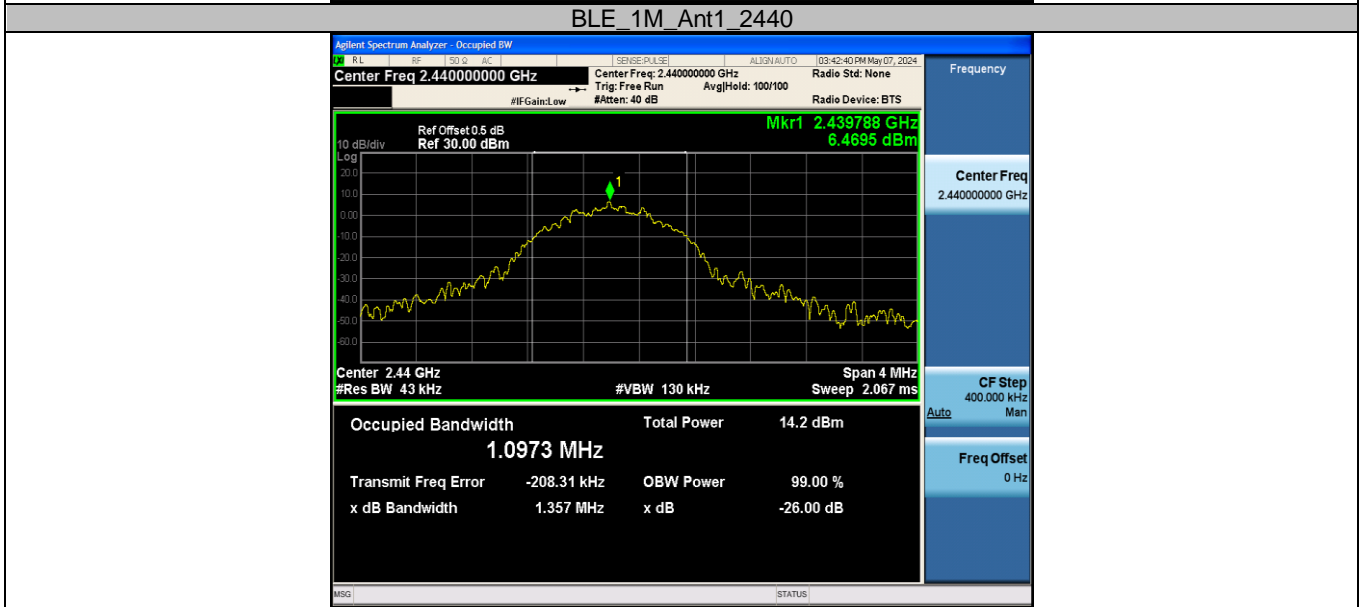 BLE_1M_Ant1_2440
Agilent Spectrum Analyzer - Occupied BW
RL RF 50 Ω AC SENSE:PULSE ALIGN AUTO 03:42:40 PM May 07, 2024
Center Freq 2.440000000 GHz Center Freq: 2.440000000 GHz Radio Std: None Frequency
Trig: Free Run Avg|Hold: 100/100
#IFGain:Low #Atten: 40 dB Radio Device: BTS
Mkr1 2.439788 GHz
Ref Offset 0.5 dB
10 dB/div Ref 30.00 dBm 6.4695 dBm
Log
20.0
1
10.0
0.00
-10.0
-20.0
-30.0
-40.0
-50.0
-60.0
Center Freq
2.440000000 GHz
Center 2.44 GHz Span 4 MHz
#Res BW 43 kHz #VBW 130 kHz Sweep 2.067 ms
CF Step
400.000 kHz
Auto Man
Occupied Bandwidth Total Power 14.2 dBm
1.0973 MHz
Transmit Freq Error -208.31 kHz OBW Power 99.00 %
x dB Bandwidth 1.357 MHz x dB -26.00 dB
Freq Offset
0 Hz
MSG STATUS